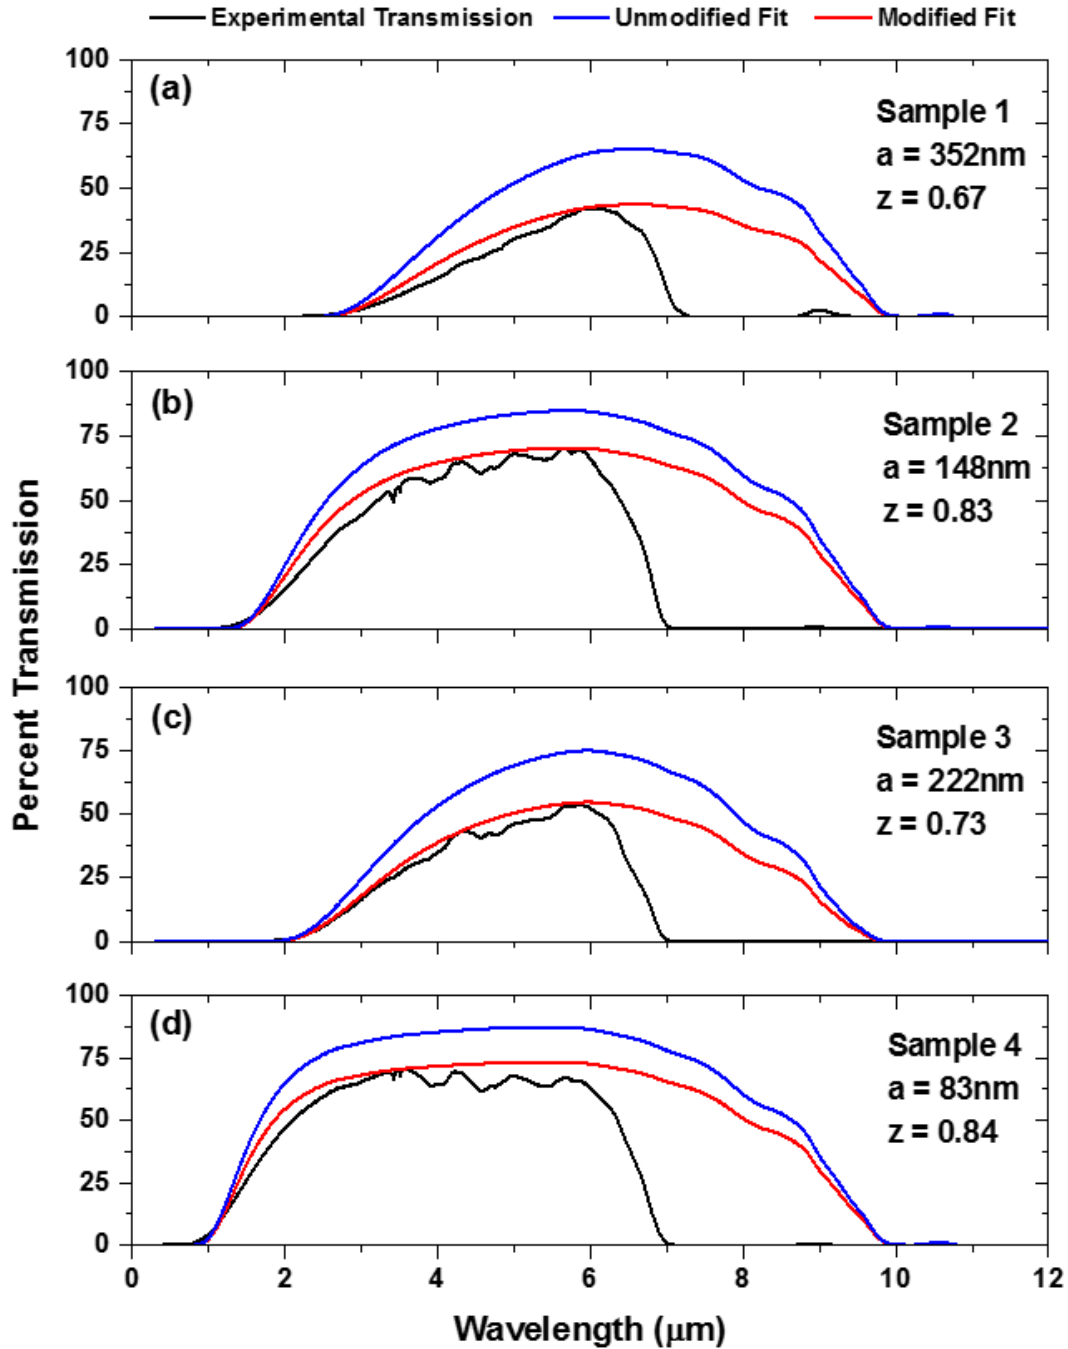 Experimental Transmission Unmodified Fit Modified Fit
Percent Transmission
(a)
Sample 1
a = 352nm
z = 0.67
100
75
50
25
0
(b)
Sample 2
a = 148nm
z = 0.83
100
75
50
25
0
(c)
Sample 3
a = 222nm
z = 0.73
100
75
50
25
0
(d)
Sample 4
a = 83nm
z = 0.84
100
75
50
25
0
0 2 4 6 8 10 12
Wavelength (μm)